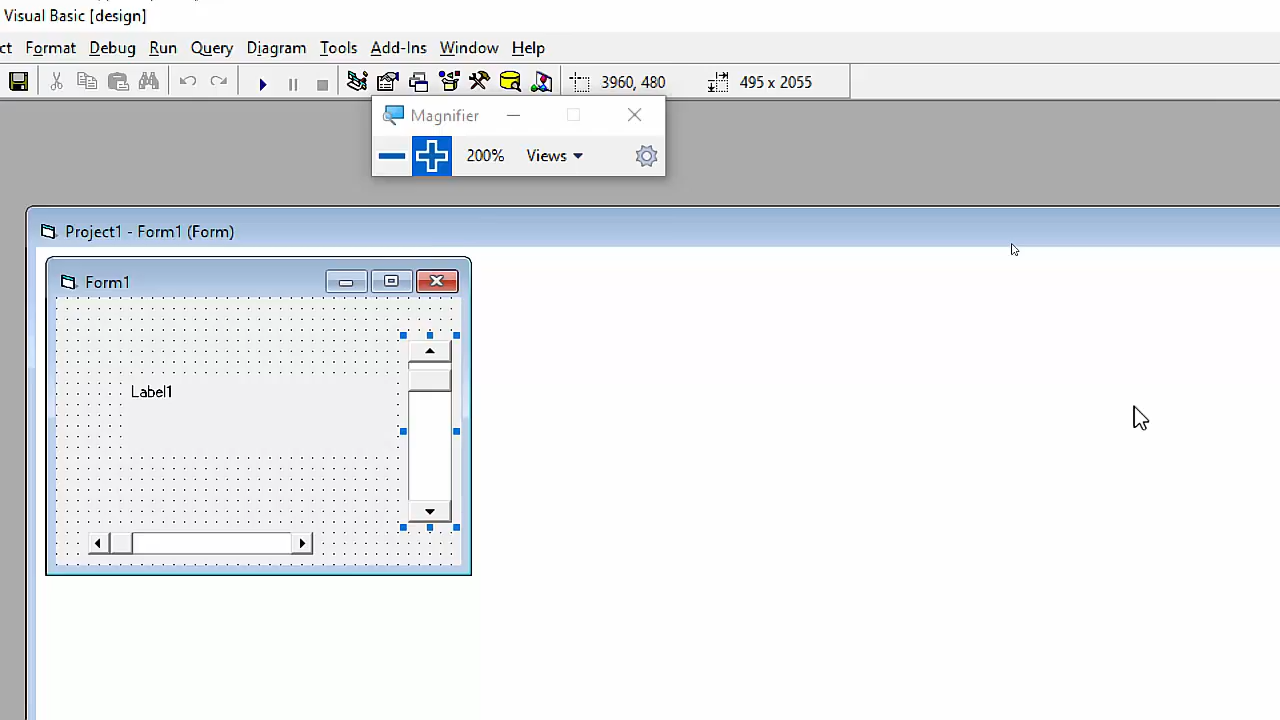 Visual Basic [design]
ct Format Debug Run Query Diagram Tools Add-Ins Window Help
3960, 480 495 x 2055
Magnifier
200% Views
Project1 - Form1 (Form)
Form1
Label1